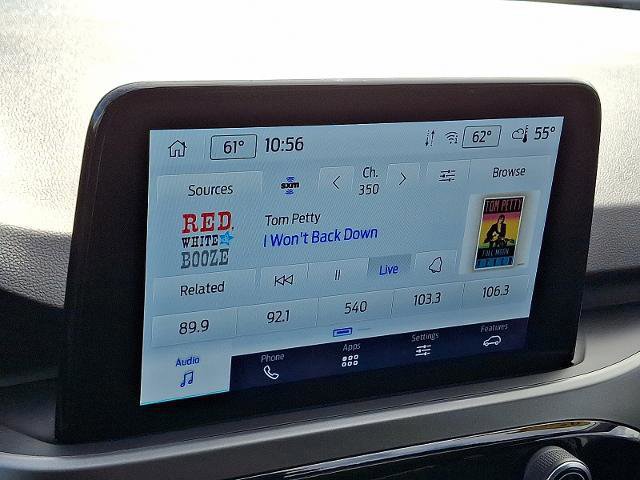 61° 10:56 62° 55°
Sources sxm Ch. 350 Browse
RED,
WHITE &
BOOZE
Tom Petty
I Won't Back Down
TOM PETTY
FULL MOON
FEVER
Related Live
89.9 92.1 540 103.3 106.3
Audio Phone Apps Settings Features